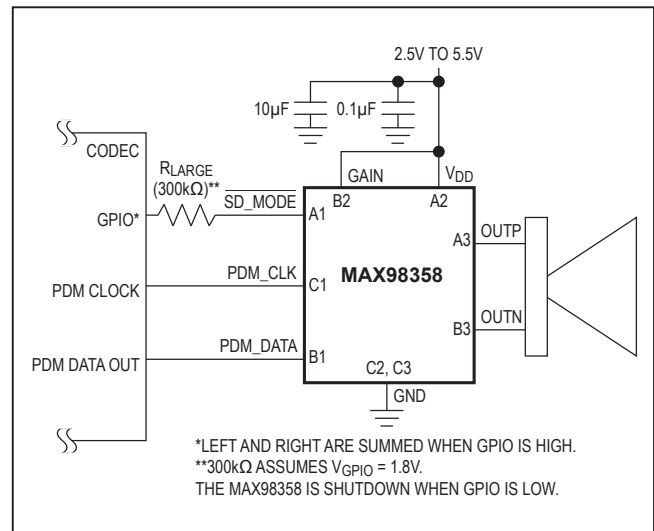 2.5V TO 5.5V
10µF
0.1µF
CODEC
RLARGE
(300kΩ)**
GAIN
VDD
SD_MODE
B2
A2
GPIO*
A1
A3
OUTP
MAX98358
PDM_CLK
C1
PDM CLOCK
B3
OUTN
PDM_DATA
B1
PDM DATA OUT
C2, C3
GND
*LEFT AND RIGHT ARE SUMMED WHEN GPIO IS HIGH.
**300kΩ ASSUMES VGPIO = 1.8V.
THE MAX98358 IS SHUTDOWN WHEN GPIO IS LOW.